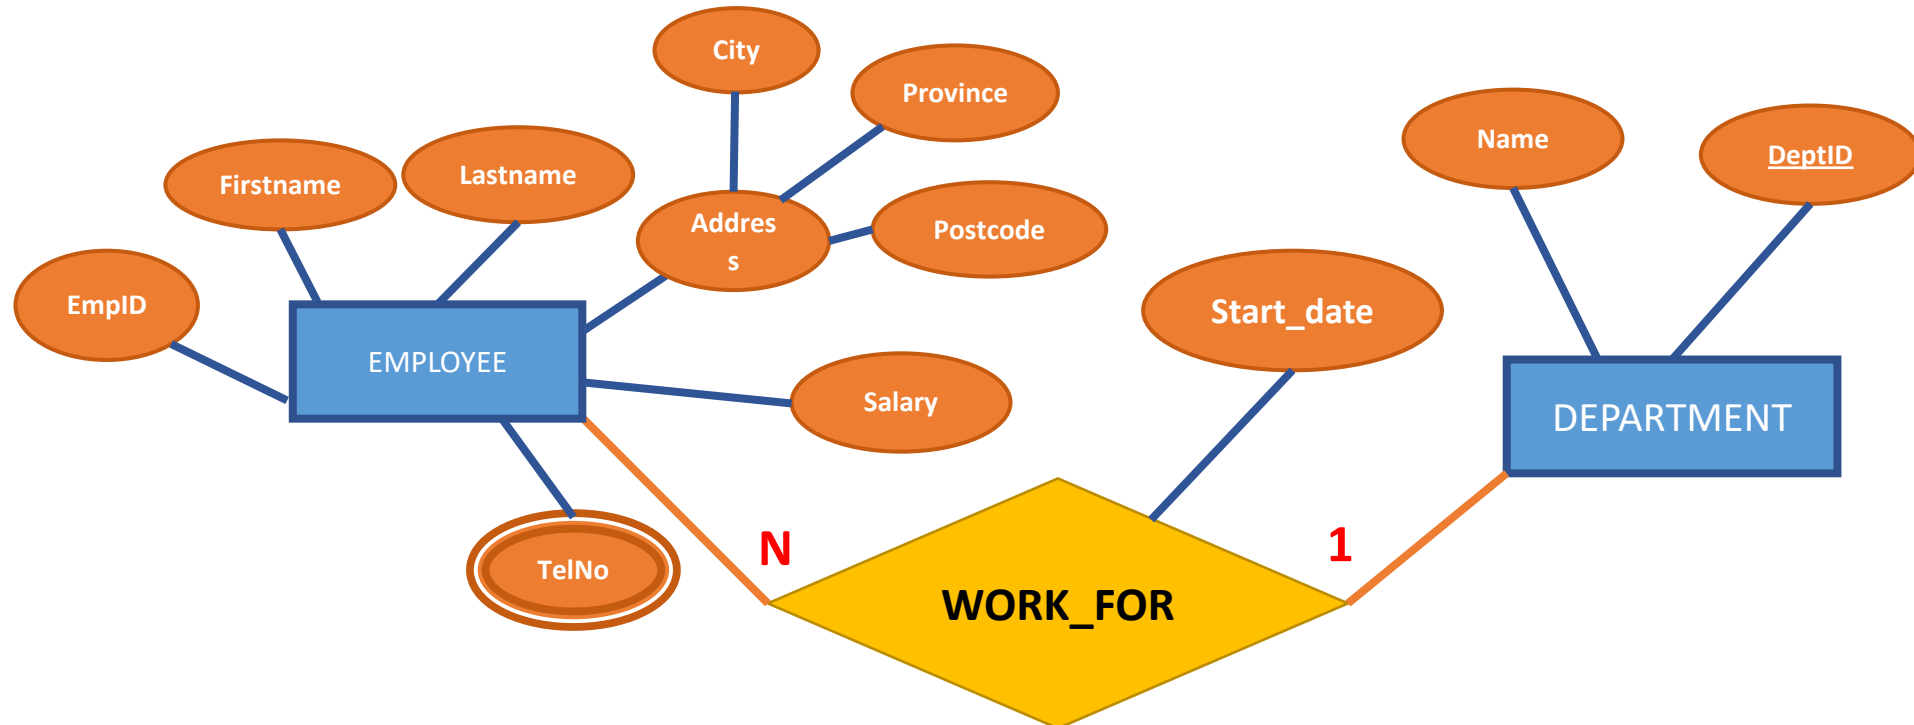 City
Province
Name
DeptID
Firstname
Lastname
Addres
s
Postcode
EmpID
Start_date
EMPLOYEE
Salary
DEPARTMENT
N
1
TelNo
WORK_FOR